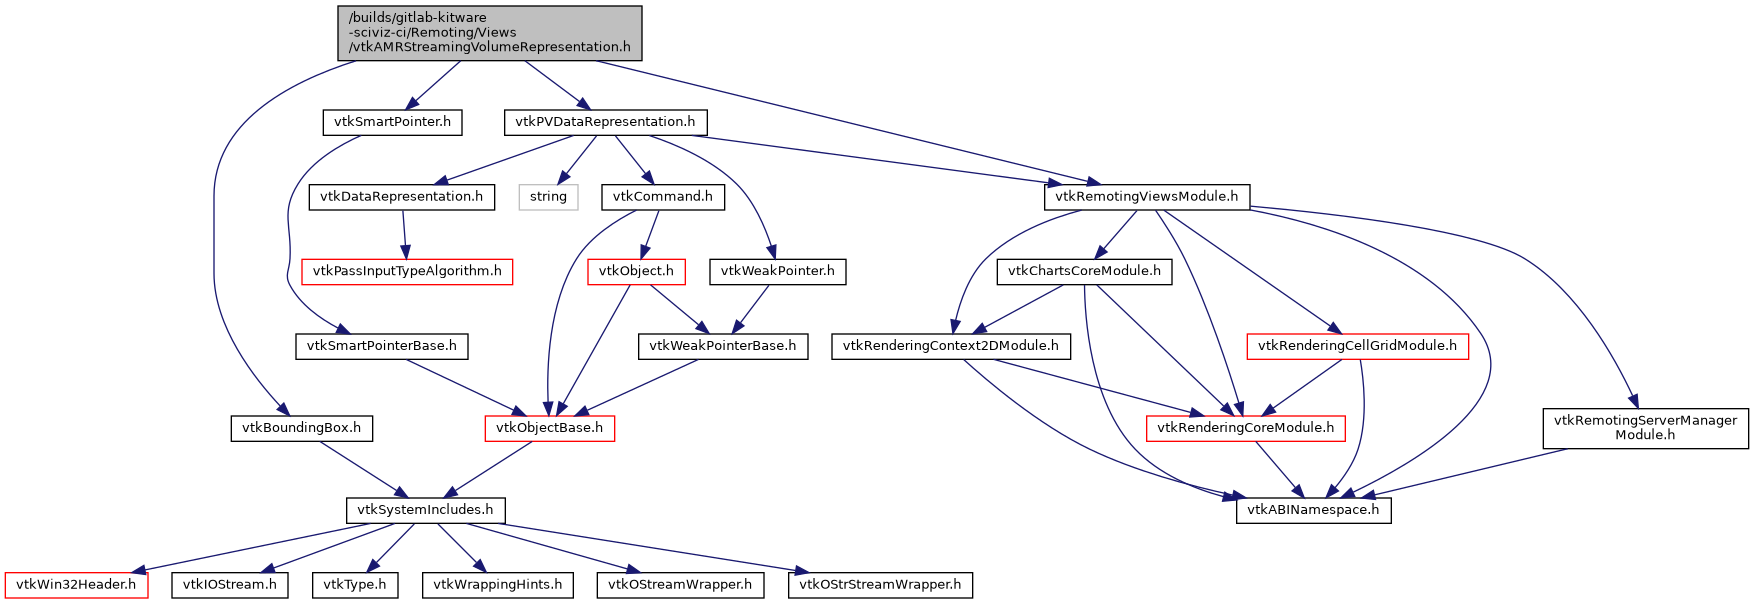 /builds/gitlab-kitware
-sciviz-ci/Remoting/Views
/vtkAMRStreamingVolumeRepresentation.h
vtkSmartPointer.h
vtkPVDataRepresentation.h
vtkDataRepresentation.h
string
vtkCommand.h
vtkRemotingViewsModule.h
vtkPassInputTypeAlgorithm.h
vtkObject.h
vtkWeakPointer.h
vtkChartsCoreModule.h
vtkSmartPointerBase.h
vtkWeakPointerBase.h
vtkRenderingContext2DModule.h
vtkRenderingCellGridModule.h
vtkBoundingBox.h
vtkObjectBase.h
vtkRenderingCoreModule.h
vtkRemotingServerManager
Module.h
vtkSystemIncludes.h
vtkABINamespace.h
vtkWin32Header.h
vtkIOStream.h
vtkType.h
vtkWrappingHints.h
vtkOStreamWrapper.h
vtkOStrStreamWrapper.h